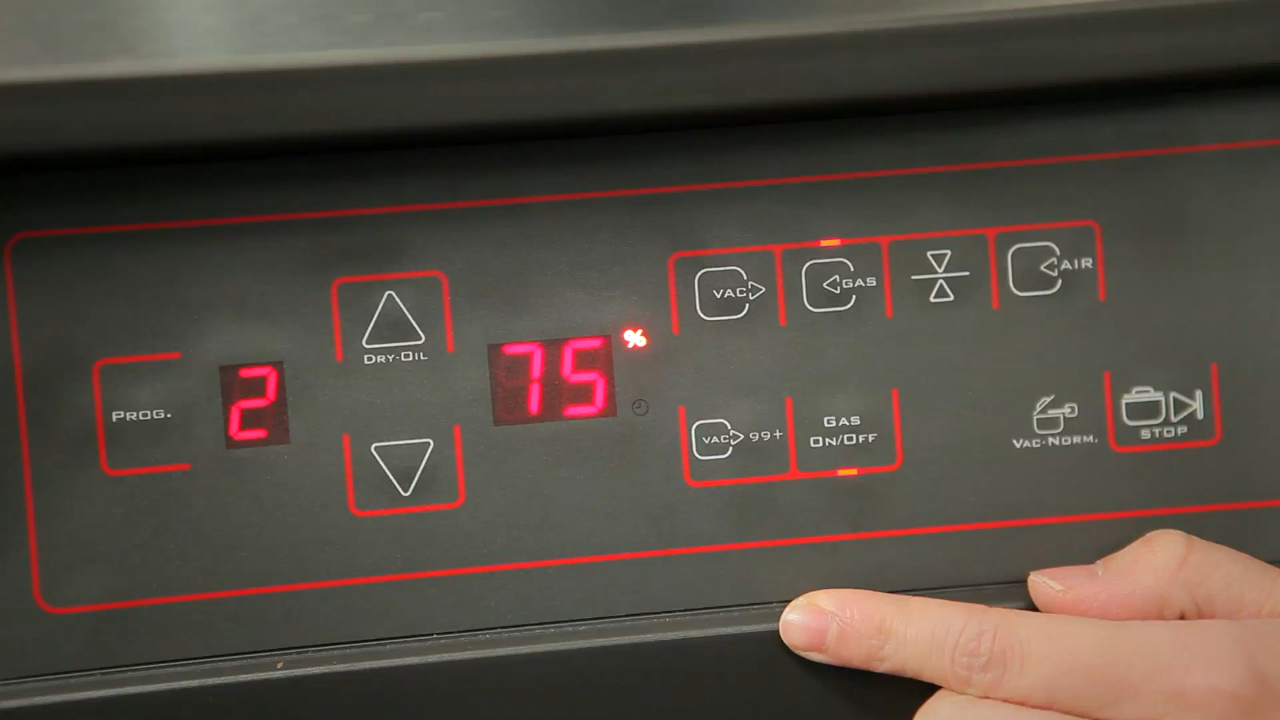 PROG.
2
DRY-OIL
75
%
VAC
GAS
AIR
VAC 99+
GAS
ON/OFF
VAC-NORM.
STOP